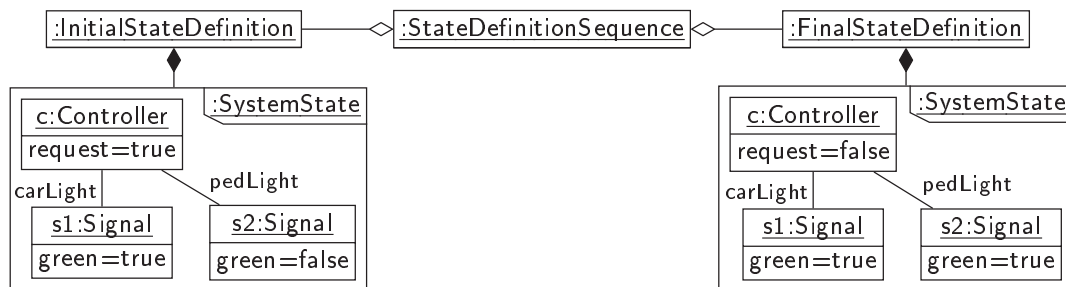 :InitialStateDefinition
:StateDefinitionSequence
:FinalStateDefinition
:SystemState
c:Controller
request=true
carLight
pedLight
s1:Signal
green=true
s2:Signal
green=false
:SystemState
c:Controller
request=false
carLight
pedLight
s1:Signal
green=true
s2:Signal
green=true